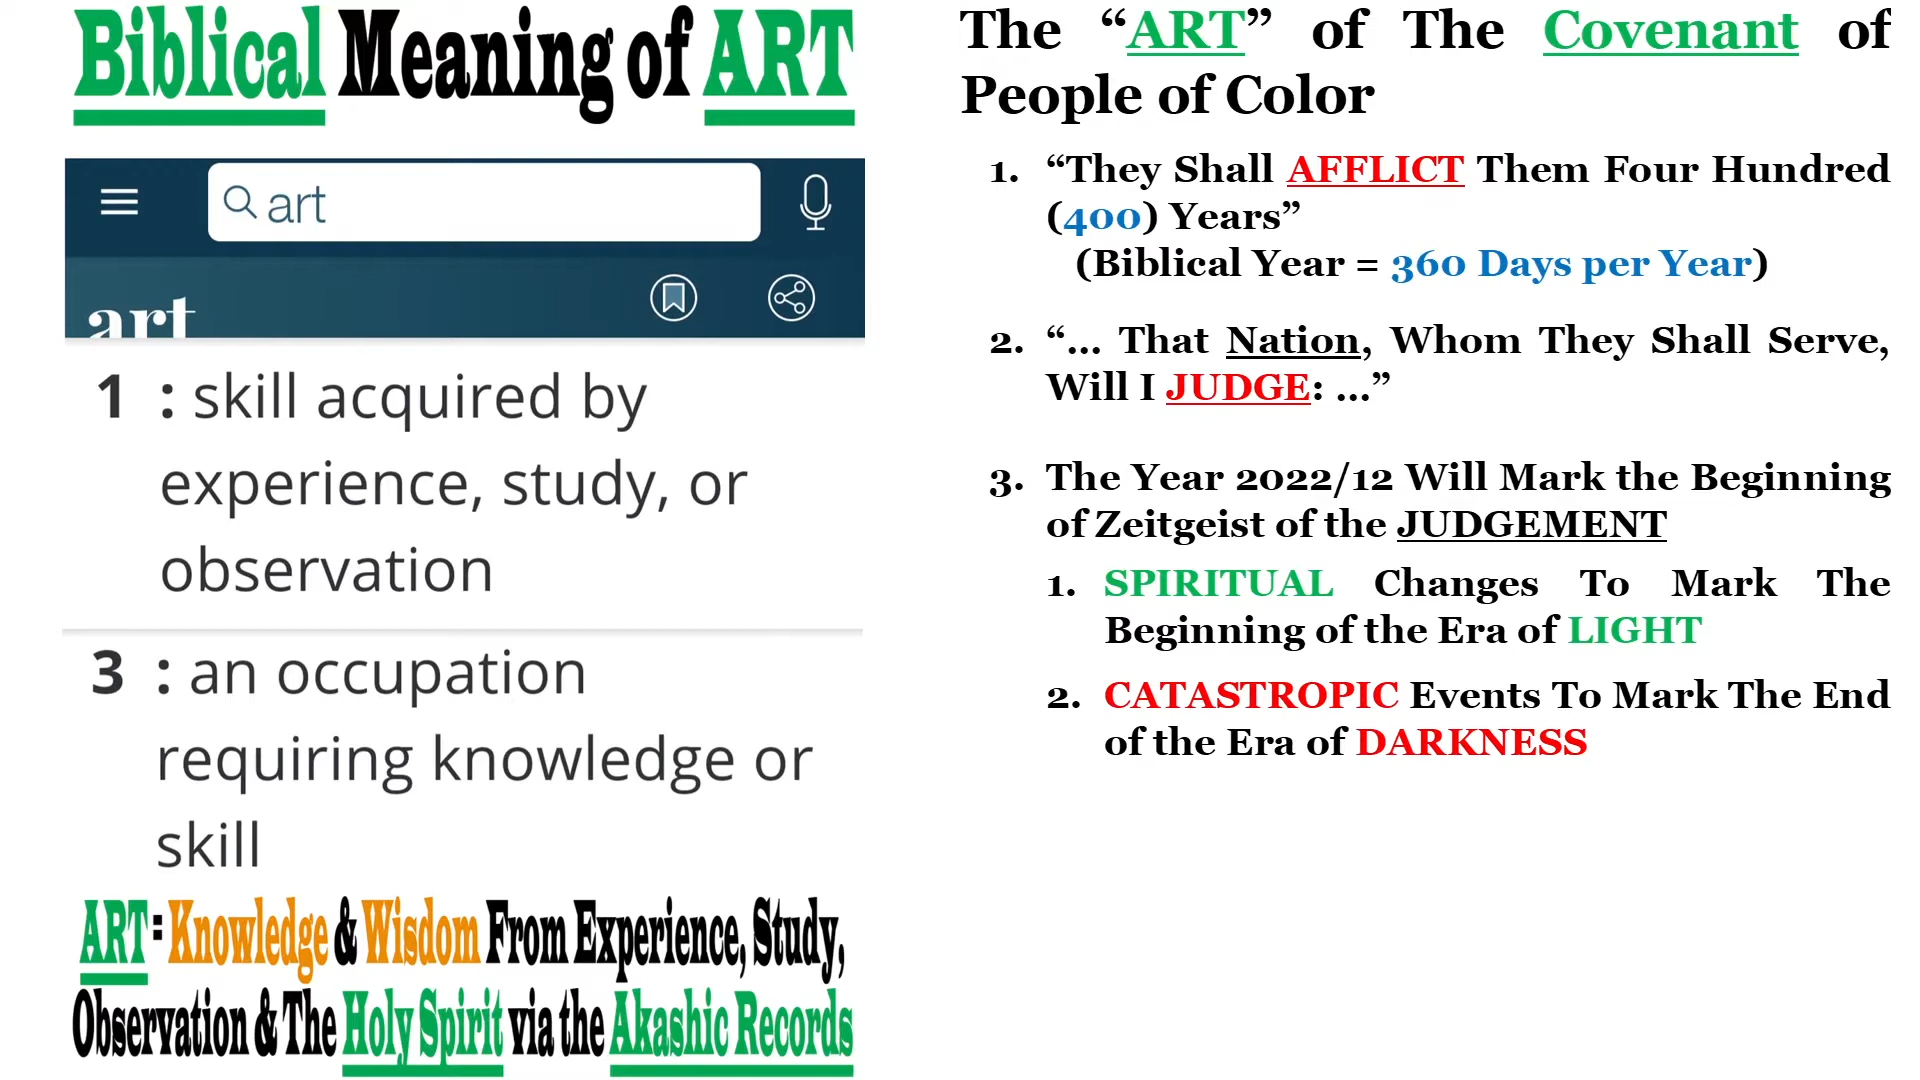 Biblical Meaning of ART
art
art
1 : skill acquired by
experience, study, or
observation
3 : an occupation
requiring knowledge or
skill
ART = Knowledge & Wisdom From Experience, Study,
Observation & The Holy Spirit via the Akashic Records
The “ART” of The Covenant of
People of Color
1. “They Shall AFFLICT Them Four Hundred
(400) Years”
(Biblical Year = 360 Days per Year)
2. “... That Nation, Whom They Shall Serve,
Will I JUDGE: ...”
3. The Year 2022/12 Will Mark the Beginning
of Zeitgeist of the JUDGEMENT
1. SPIRITUAL Changes To Mark The
Beginning of the Era of LIGHT
2. CATASTROPIC Events To Mark The End
of the Era of DARKNESS